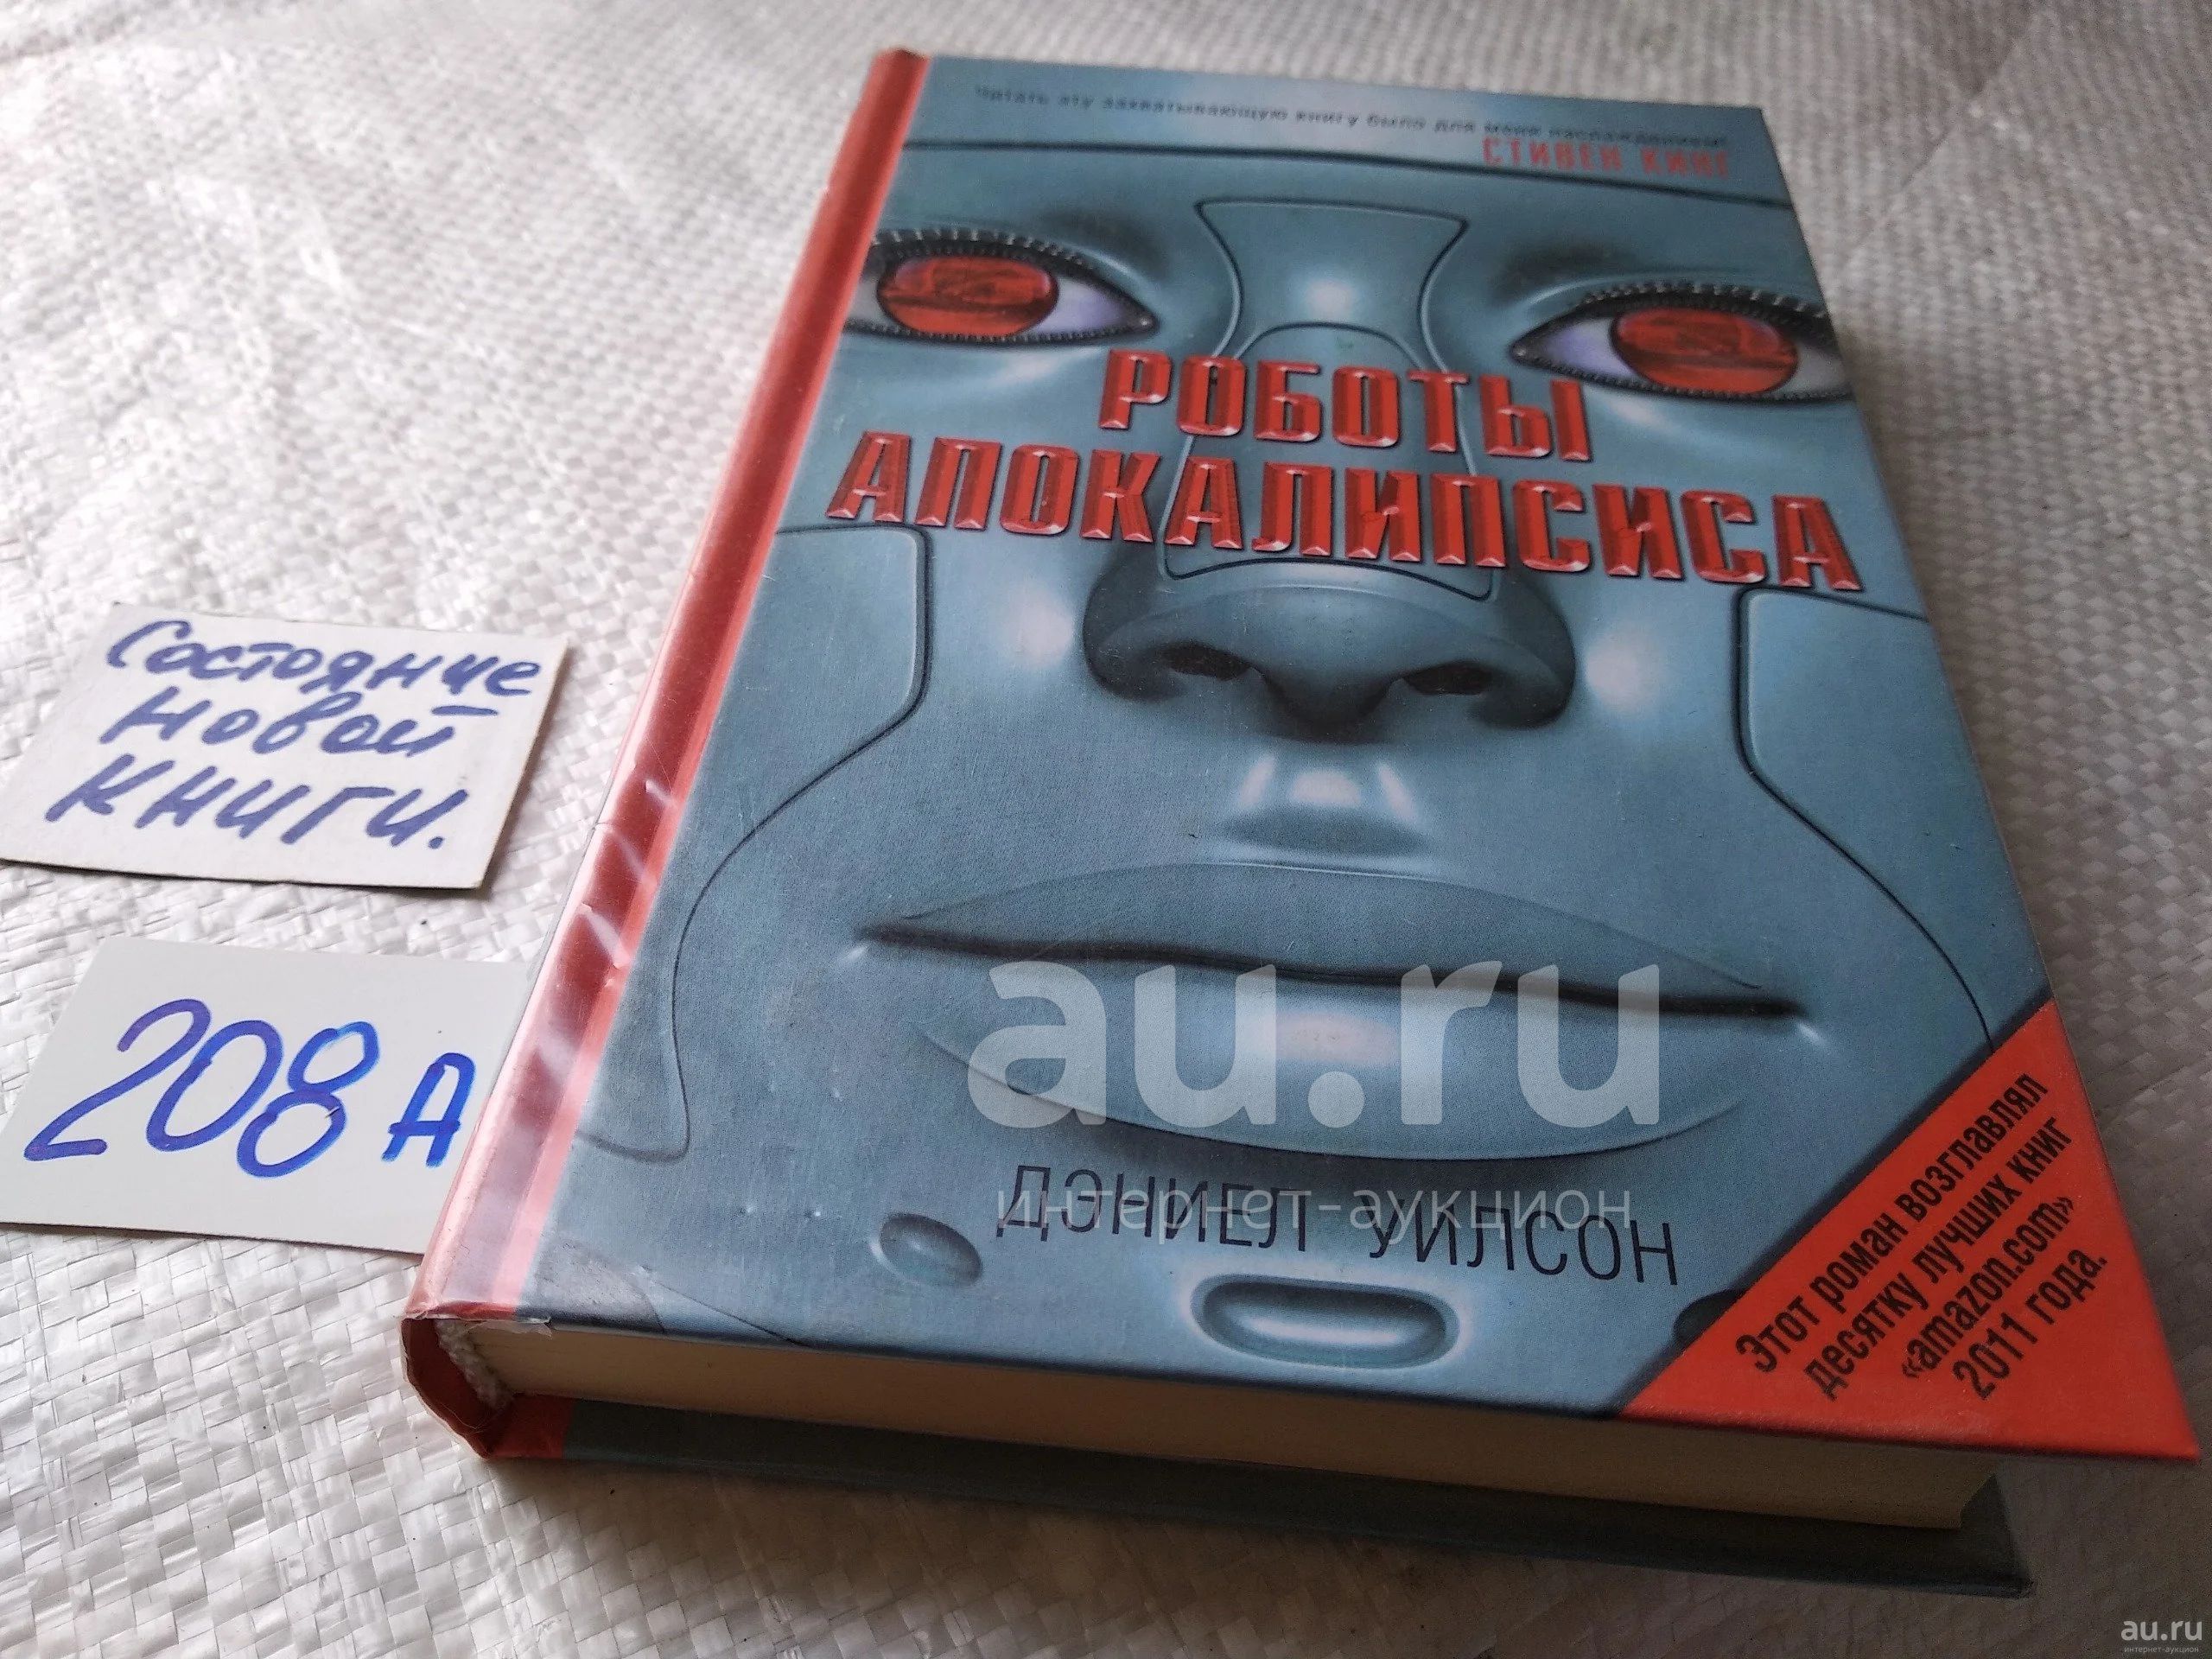 Читать эту захватывающую книгу было для меня наслаждением!
СТИВЕН КИНГ
РОБОТЫ
АПОКАЛИПСИСА
Состояние
новой
книги.
208 А
au.ru
интернет-аукцион
ДЭНИЕЛ УИЛСОН
Этот роман возглавлял
десятку лучших книг
«amazon.com»
2011 года.
au.ru
интернет-аукцион